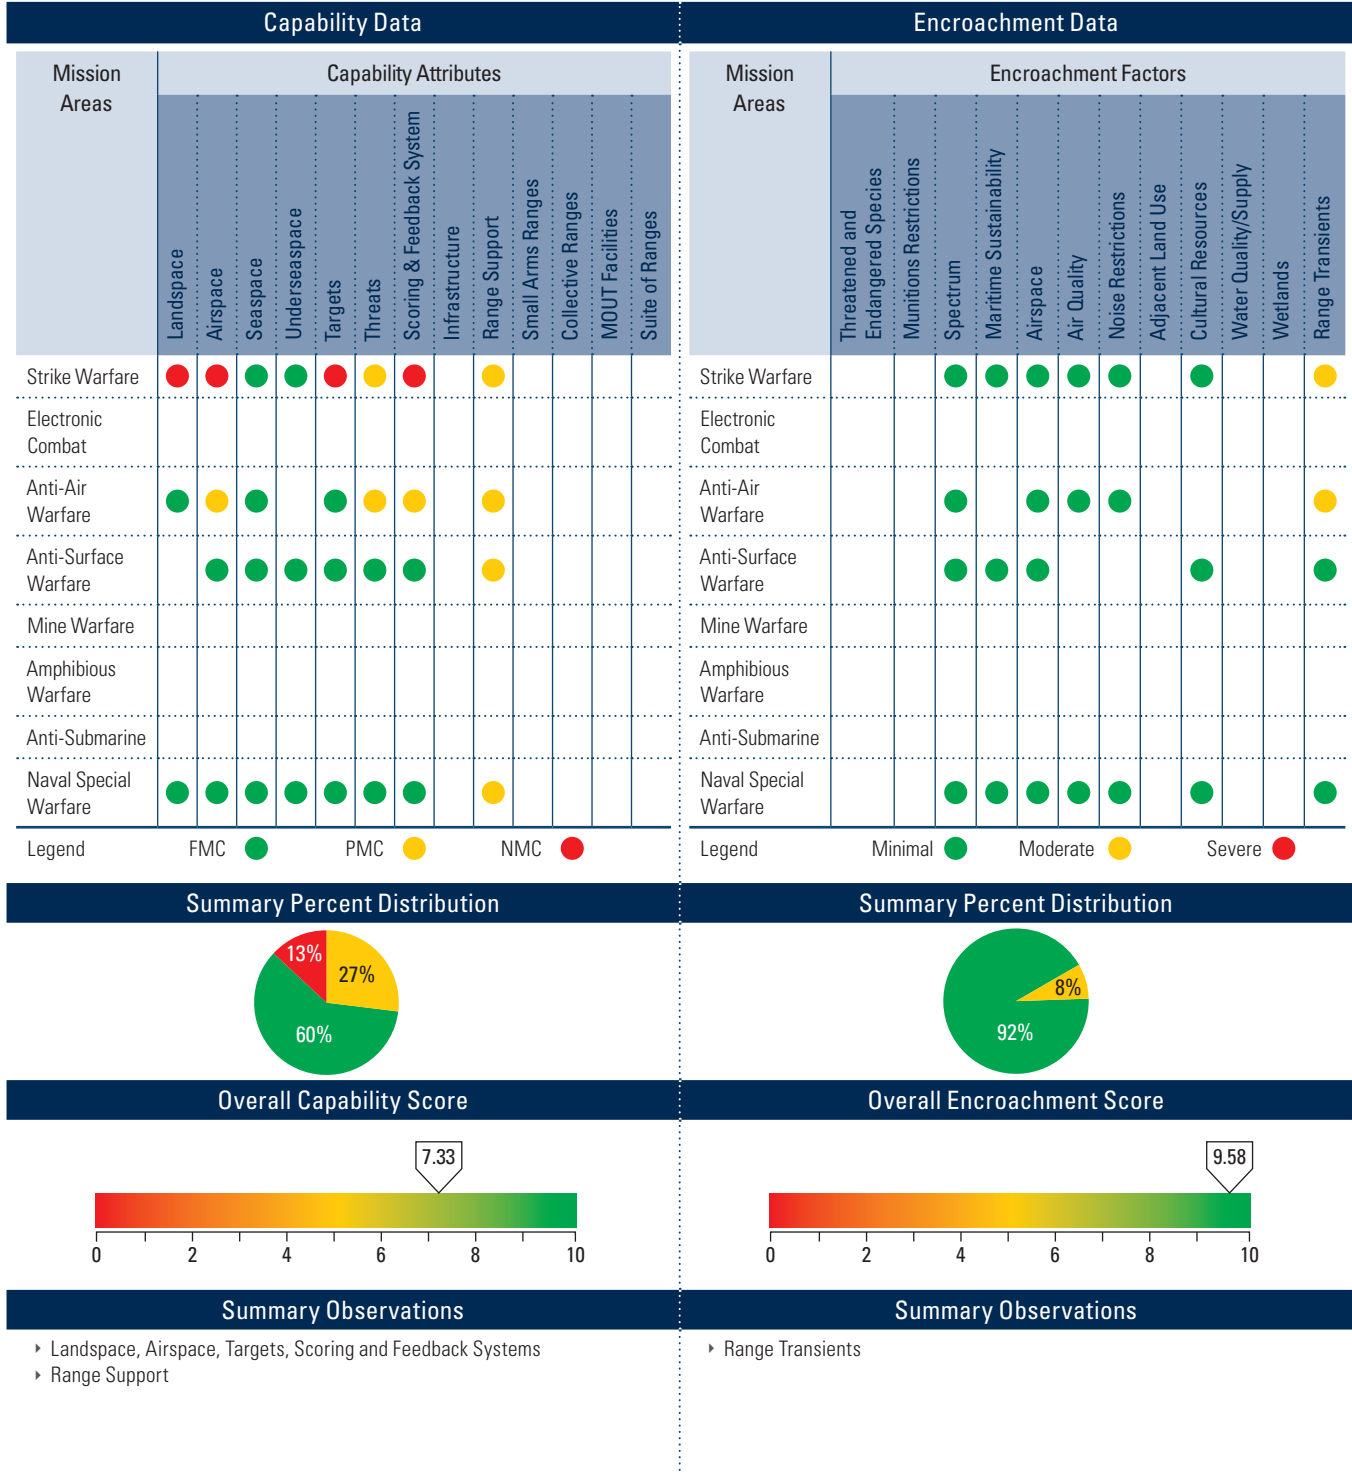 Capability Data
Mission
Areas
Capability Attributes
Landspace
Airspace
Seaspace
Underseaspace
Targets
Threats
Scoring & Feedback System
Infrastructure
Range Support
Small Arms Ranges
Collective Ranges
MOUT Facilities
Suite of Ranges
Strike Warfare
Electronic
Combat
Anti-Air
Warfare
Anti-Surface
Warfare
Mine Warfare
Amphibious
Warfare
Anti-Submarine
Naval Special
Warfare
Legend FMC PMC NMC
Summary Percent Distribution
13%
27%
60%
Overall Capability Score
7.33
0 2 4 6 8 10
Summary Observations
‣ Landspace, Airspace, Targets, Scoring and Feedback Systems
‣ Range Support
Encroachment Data
Mission
Areas
Encroachment Factors
Threatened and
Endangered Species
Munitions Restrictions
Spectrum
Maritime Sustainability
Airspace
Air Quality
Noise Restrictions
Adjacent Land Use
Cultural Resources
Water Quality/Supply
Wetlands
Range Transients
Strike Warfare
Electronic
Combat
Anti-Air
Warfare
Anti-Surface
Warfare
Mine Warfare
Amphibious
Warfare
Anti-Submarine
Naval Special
Warfare
Legend Minimal Moderate Severe
Summary Percent Distribution
8%
92%
Overall Encroachment Score
9.58
0 2 4 6 8 10
Summary Observations
‣ Range Transients